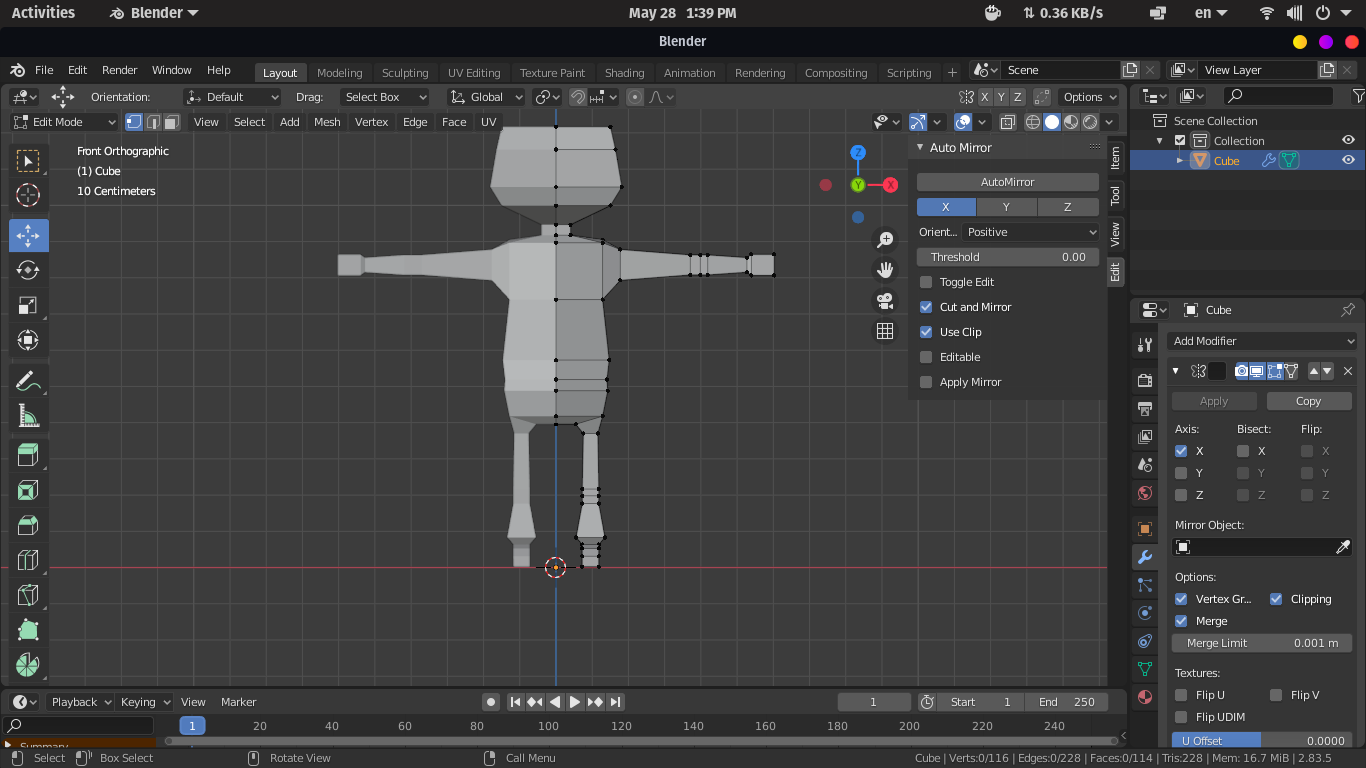 Activities Blender May 28 1:39 PM 0.36 KB/s en
Blender
File Edit Render Window Help Layout Modeling Sculpting UV Editing Texture Paint Shading Animation Rendering Compositing Scripting + Scene View Layer
Orientation: Default Drag: Select Box Global X Y Z Options
Edit Mode View Select Add Mesh Vertex Edge Face UV
Front Orthographic
(1) Cube
10 Centimeters
Z
Y
X
Auto Mirror
AutoMirror
X Y Z
Orient... Positive
Threshold 0.00
Toggle Edit
Cut and Mirror
Use Clip
Editable
Apply Mirror
Item
Tool
View
Edit
Scene Collection
Collection
Cube
Cube
Add Modifier
Apply Copy
Axis: Bisect: Flip:
X X X
Y Y Y
Z Z Z
Mirror Object:
Options:
Vertex Gr... Clipping
Merge
Merge Limit 0.001 m
Textures:
Flip U Flip V
Flip UDIM
U Offset 0.0000
Playback Keying View Marker 1 Start 1 End 250
1 20 40 60 80 100 120 140 160 180 200 220 240
Summary
Select Box Select Rotate View Call Menu Cube | Verts:0/116 | Edges:0/228 | Faces:0/114 | Tris:228 | Mem: 16.7 MiB | 2.83.5